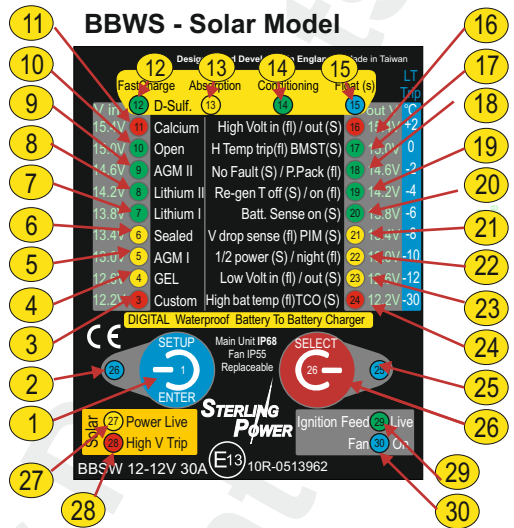 BBWS - Solar Model
Designed and Developed in England Made in Taiwan
FastCharge Absorption Conditioning Float (s)
12 13 14 15
LT
Trip
V in 12 D-Sulf. 13 14 15 out V °C
15.4V 11 Calcium High Volt in (fl) / out (S) 16 15.4V +2
15.0V 10 Open H Temp trip(fl) BMST(S) 17 15.0V 0
14.6V 9 AGM II No Fault (S) / P.Pack (fl) 18 14.6V -2
14.2V 8 Lithium II Re-gen T off (S) / on (fl) 19 14.2V -4
13.8V 7 Lithium I Batt. Sense on (S) 20 13.8V -6
13.4V 6 Sealed V drop sense (fl) PIM (S) 21 13.4V -8
13.0V 5 AGM I 1/2 power (S) / night (fl) 22 13.0V -10
12.6V 4 GEL Low Volt in (fl) / out (S) 23 12.6V -12
12.2V 3 Custom High bat temp (fl)TCO (S) 24 12.2V -30
DIGITAL Waterproof Battery To Battery Charger
CE
26 SETUP 1 ENTER
Main Unit IP68
Fan IP55
Replaceable
SELECT 26 25
STERLING
POWER
Solar
27 Power Live
28 High V Trip
Ignition Feed 29 Live
Fan 30 On
BBSW 12-12V 30A E13 10R-0513962
11
10
9
8
7
6
5
4
3
2
1
27
28
16
17
18
19
20
21
22
23
24
25
26
29
30